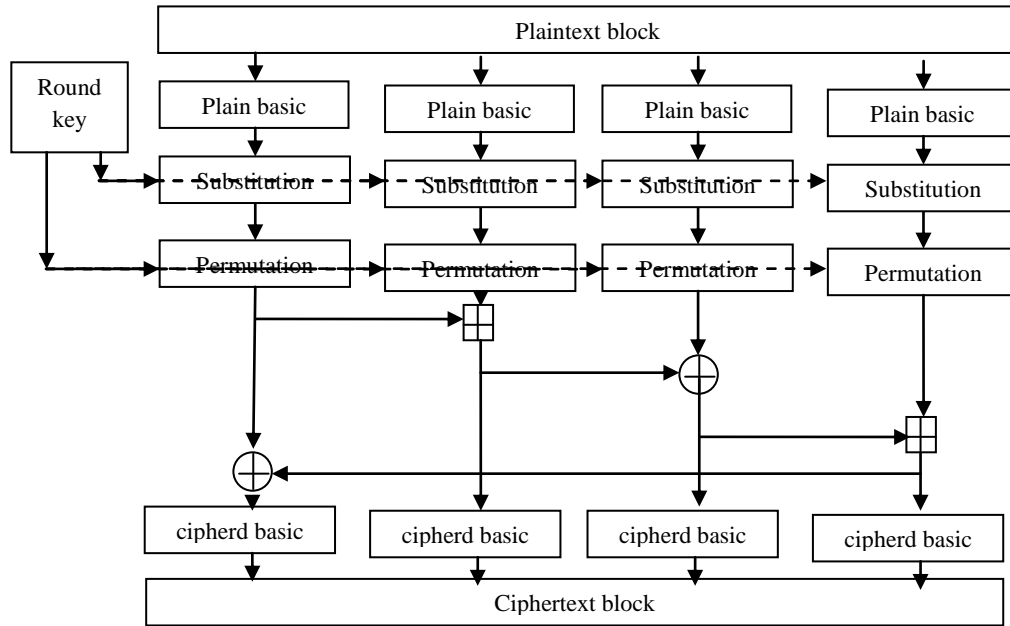 Plaintext block
Round
key
Plain basic
Plain basic
Plain basic
Plain basic
Substitution
Substitution
Substitution
Substitution
Permutation
Permutation
Permutation
Permutation
cipherd basic
cipherd basic
cipherd basic
cipherd basic
Ciphertext block